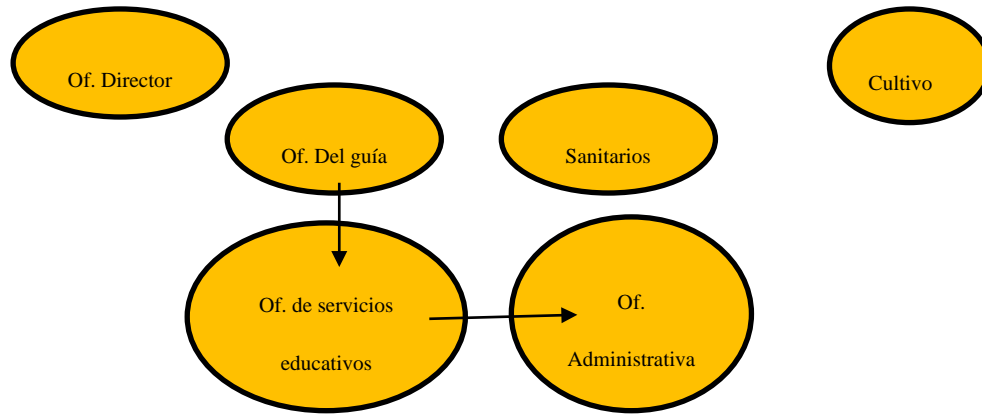 Of. Director
Cultivo
Of. Del guía
Sanitarios
Of. de servicios
educativos
Of.
Administrativa